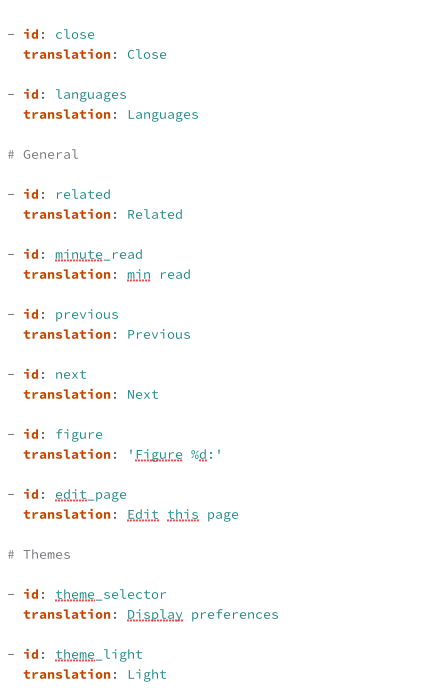 - id: close
  translation: Close
- id: languages
  translation: Languages
# General
- id: related
  translation: Related
- id: minute_read
  translation: min read
- id: previous
  translation: Previous
- id: next
  translation: Next
- id: figure
  translation: 'Figure %d:'
- id: edit_page
  translation: Edit this page
# Themes
- id: theme_selector
  translation: Display preferences
- id: theme_light
  translation: Light